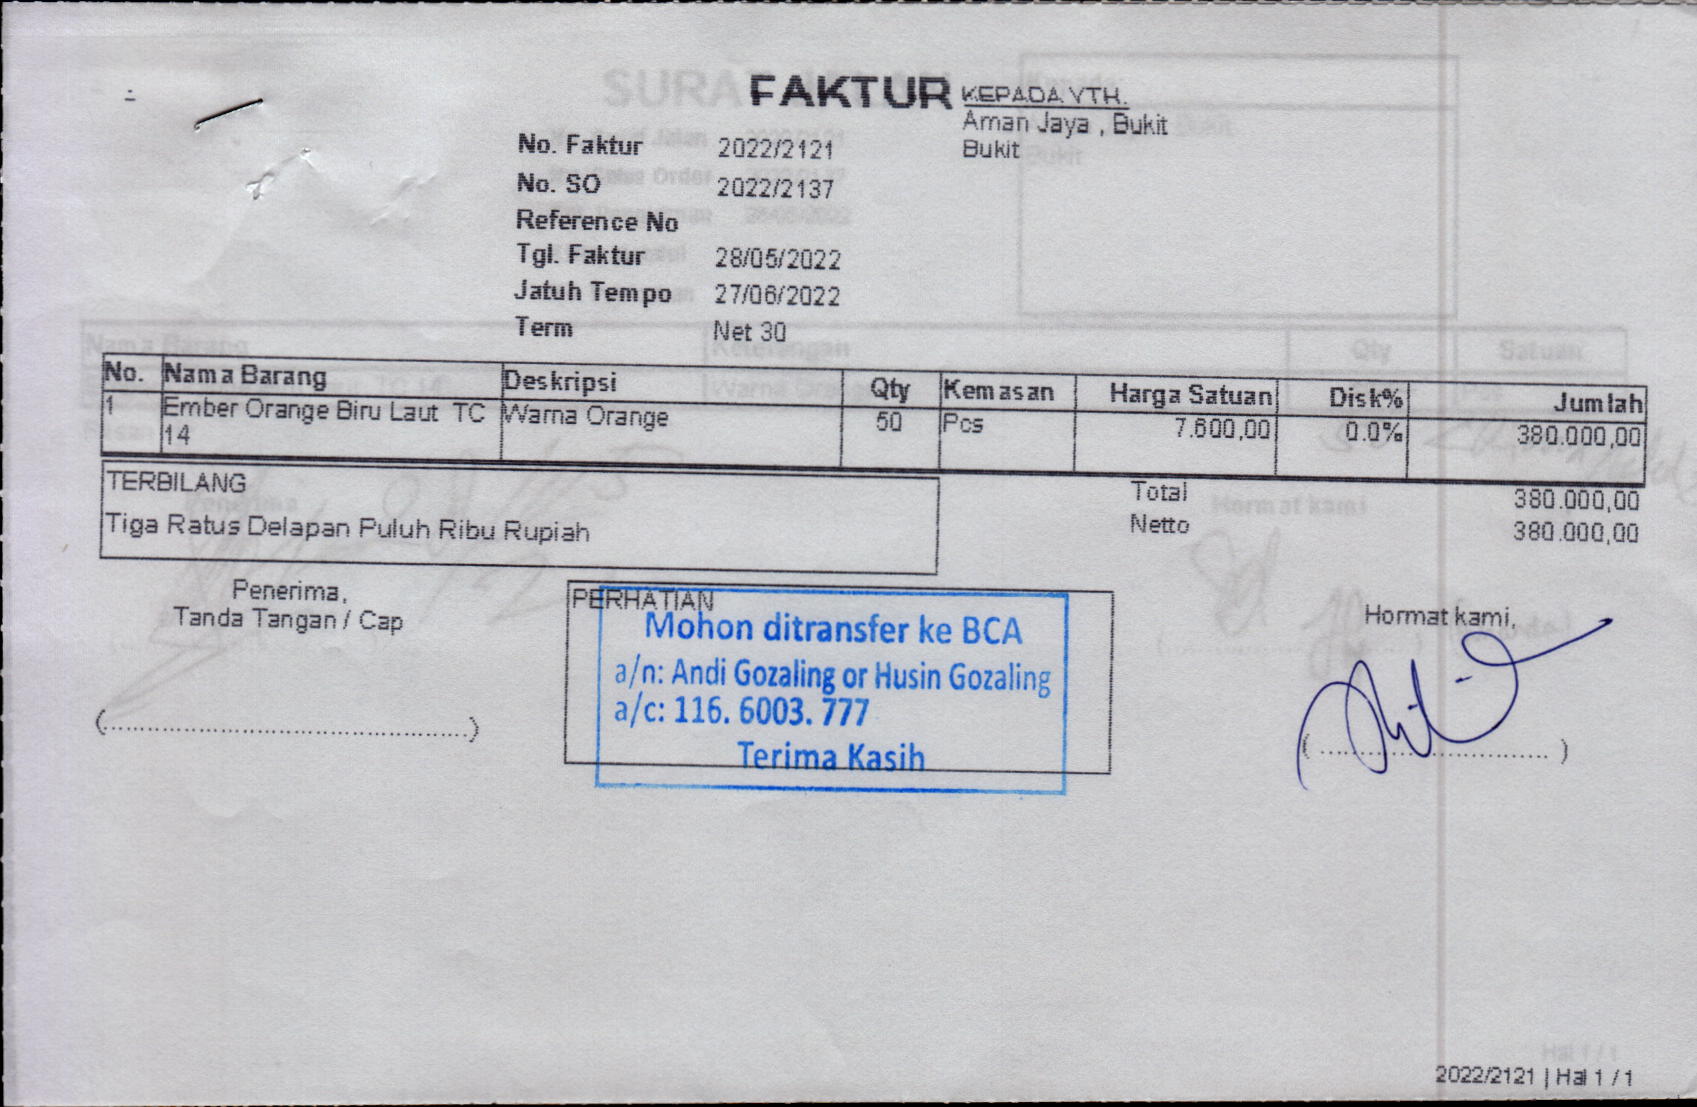 FAKTUR
KEPADA YTH.
Aman Jaya , Bukit
Bukit
No. Faktur 2022/2121
No. SO 2022/2137
Reference No
Tgl. Faktur 28/05/2022
Jatuh Tempo 27/06/2022
Term Net 30
No. Nama Barang Deskripsi Qty Kemasan Harga Satuan Disk% Jumlah
1 Ember Orange Biru Laut TC Warna Orange 50 Pcs 7.600,00 0.0% 380.000,00
14
TERBILANG
Tiga Ratus Delapan Puluh Ribu Rupiah
Total 380.000,00
Netto 380.000,00
Penerima,
Tanda Tangan / Cap
(................................................)
PERHATIAN
Mohon ditransfer ke BCA
a/n: Andi Gozaling or Husin Gozaling
a/c: 116. 6003. 777
Terima Kasih
Hormat kami,
(..............................)
2022/2121 | Hal 1 / 1